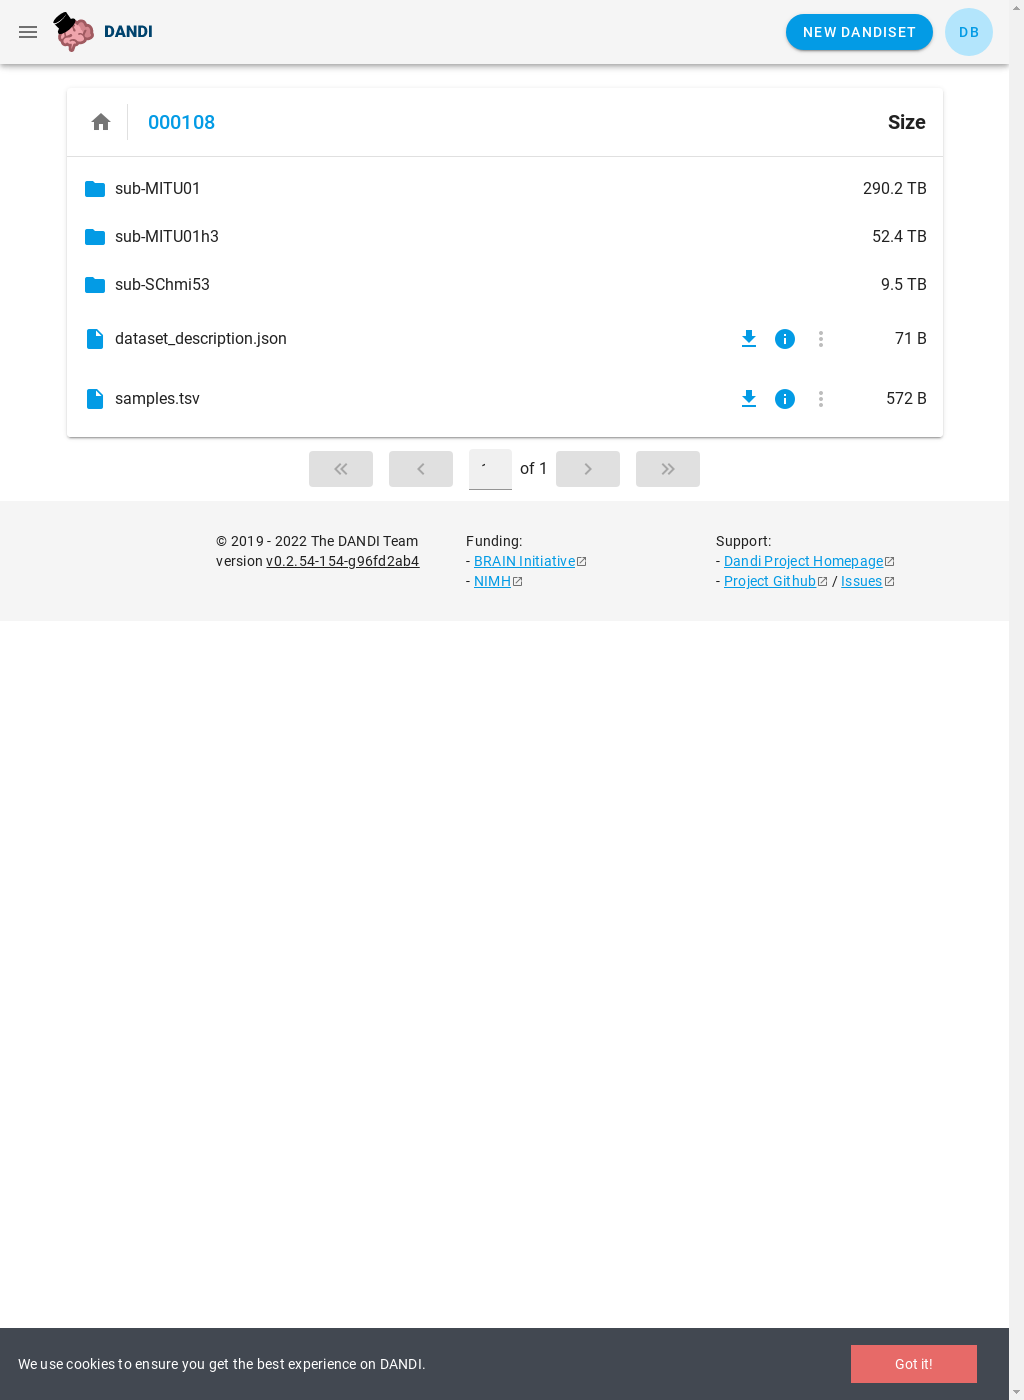 DANDI
NEW DANDISET
DB
000108
Size
sub-MITU01
290.2 TB
sub-MITU01h3
52.4 TB
sub-SChmi53
9.5 TB
dataset_description.json
71 B
samples.tsv
572 B
of 1
© 2019 - 2022 The DANDI Team
version v0.2.54-154-g96fd2ab4
Funding:
- BRAIN Initiative
- NIMH
Support:
- Dandi Project Homepage
- Project Github / Issues
We use cookies to ensure you get the best experience on DANDI.
Got it!